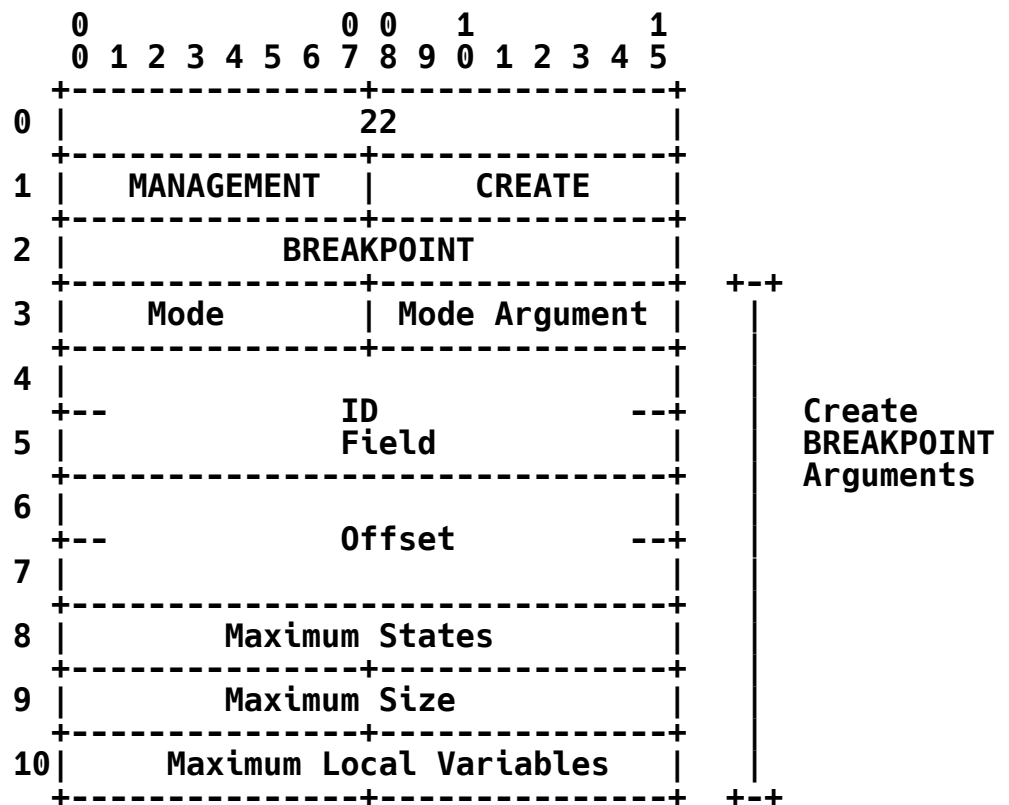 0 0 0 1 1
0 1 2 3 4 5 6 7 8 9 0 1 2 3 4 5
+---------------+---------------+
0 | 22 |
+---------------+---------------+
1 | MANAGEMENT | CREATE |
+---------------+---------------+
2 | BREAKPOINT |
+---------------+---------------+ +-+
3 | Mode | Mode Argument | |
+---------------+---------------+ |
4 | | |
+-- ID --+ | Create
5 | Field | | BREAKPOINT
+-------------------------------+ | Arguments
6 | | |
+-- Offset --+ |
7 | | |
+-------------------------------+ |
8 | Maximum States | |
+---------------+---------------+ |
9 | Maximum Size | |
+---------------+---------------+ |
10| Maximum Local Variables | |
+---------------+---------------+ +-+